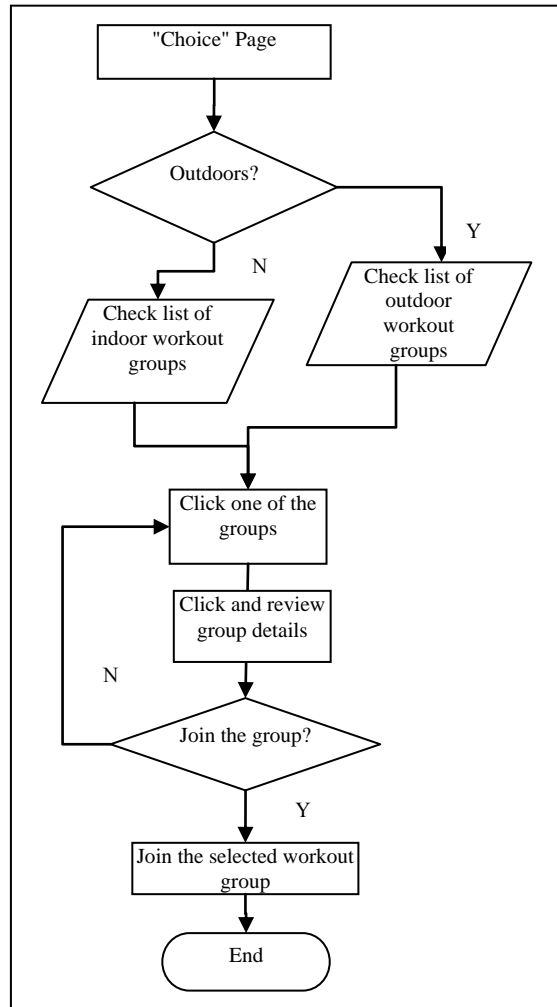 "Choice" Page
Outdoors?
Y
N
Check list of
outdoor
workout
groups
Check list of
indoor workout
groups
Click one of the
groups
Click and review
group details
N
Join the group?
Y
Join the selected workout
group
End